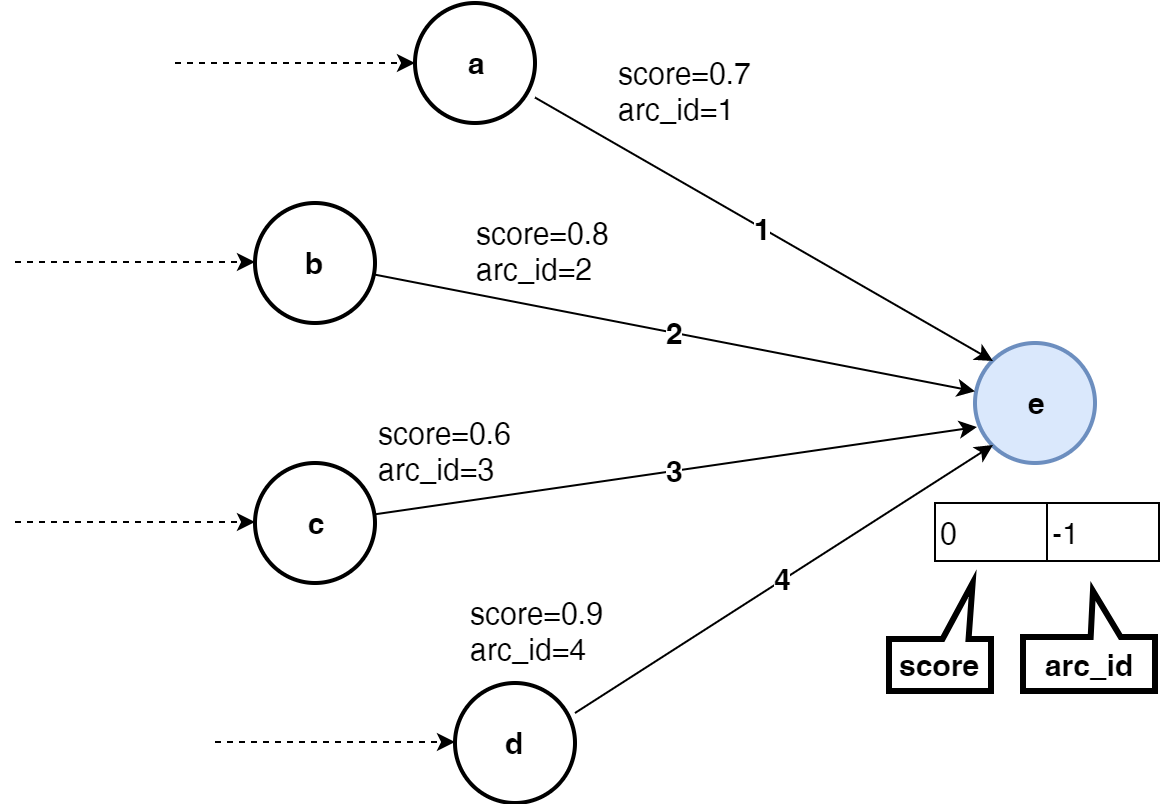 a
score=0.7
arc_id=1
1
score=0.8
arc_id=2
b
2
e
score=0.6
arc_id=3
3
c
0 -1
4
score=0.9
arc_id=4
score arc_id
d